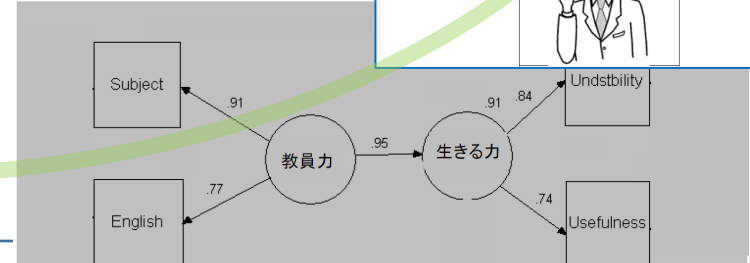 Subject
.91
教員力
.95
.91
.84
生きる力
Undstbility
.77
English
.74
Usefulness